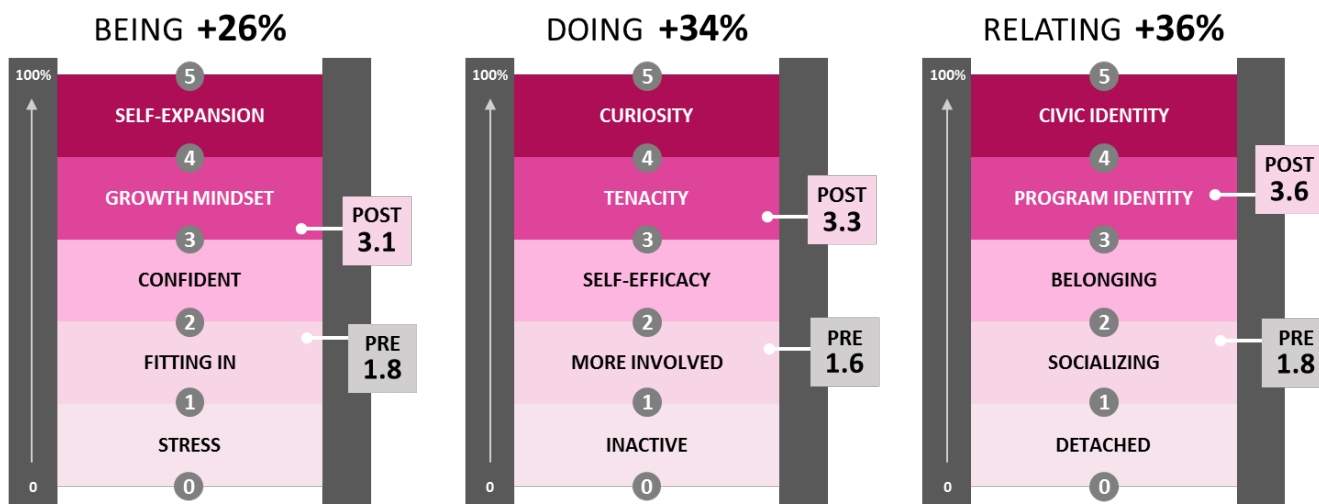 BEING +26%
100%
5
SELF-EXPANSION
4
GROWTH MINDSET
POST
3.1
3
CONFIDENT
2
PRE
1.8
FITTING IN
1
STRESS
0
0
DOING +34%
100%
5
CURIOSITY
4
TENACITY
POST
3.3
3
SELF-EFFICACY
2
PRE
1.6
MORE INVOLVED
1
INACTIVE
0
0
RELATING +36%
100%
5
CIVIC IDENTITY
4
POST
3.6
PROGRAM IDENTITY
3
BELONGING
2
PRE
1.8
SOCIALIZING
1
DETACHED
0
0